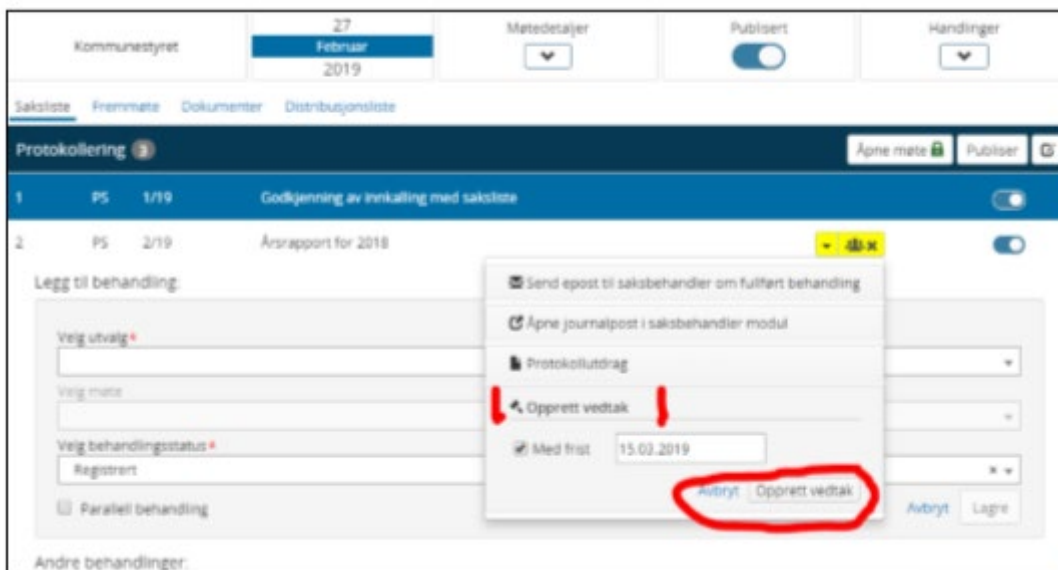 Kommunestyret
27
Februar
2019
Møtedetaljer
Publisert
Handlinger
Saksliste Fremmøte Dokumenter Distribusjonsliste
Protokollering 3 Åpne møte Publiser
1 PS 1/19 Godkjenning av innkalling med saksliste
2 PS 2/19 Årsrapport for 2018
Legg til behandling:
Send epost til saksbehandler om fullført behandling
Åpne journalpost i saksbehandler modul
Velg utvalg*
Protokollutdrag
Velg møte
Opprett vedtak
Velg behandlingsstatus*
Med frist 15.03.2019
Registrert
Avbryt Opprett vedtak
Parallell behandling Avbryt Lagre
Andre behandlinger: